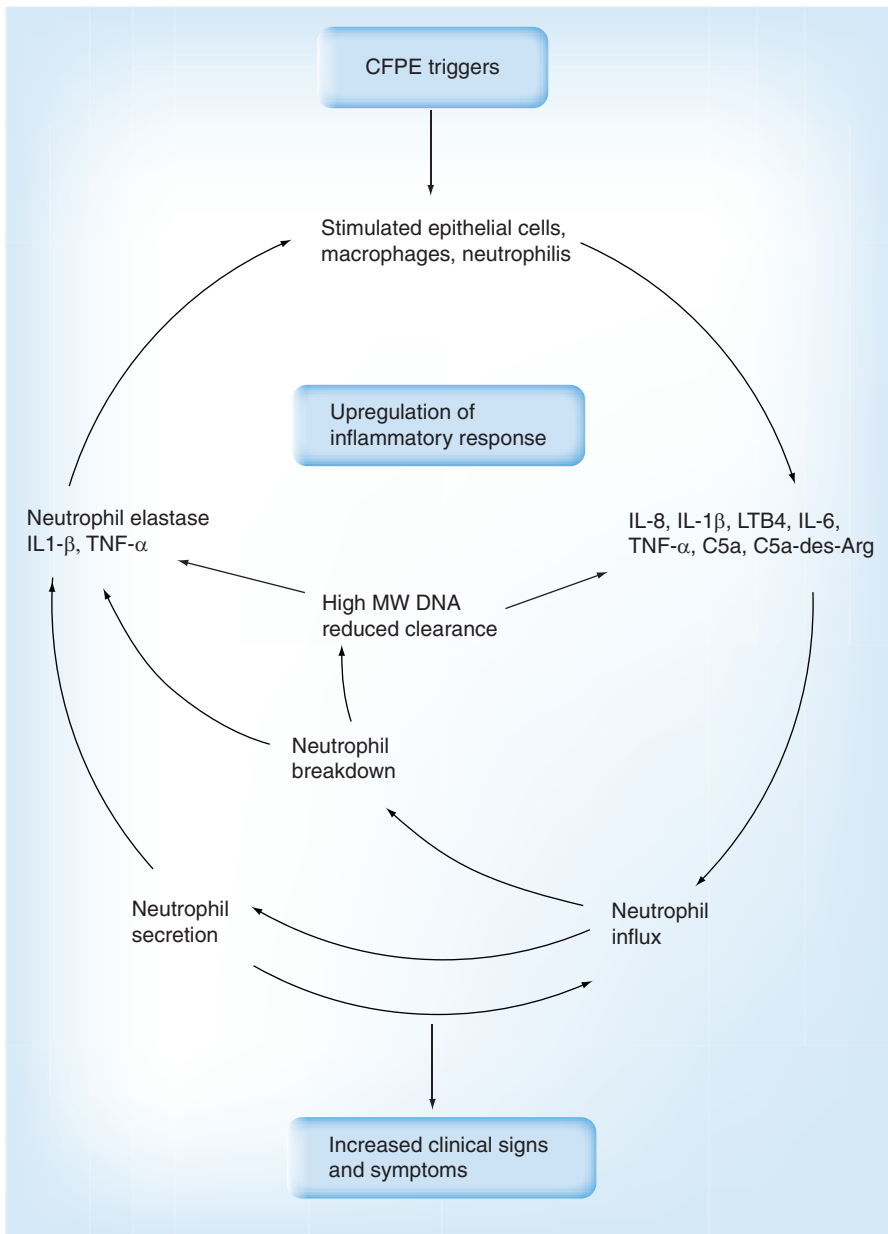 CFPE triggers
Stimulated epithelial cells,
macrophages, neutrophilis
Upregulation of
inflammatory response
Neutrophil elastase
IL1-β, TNF-α
IL-8, IL-1β, LTB4, IL-6,
TNF-α, C5a, C5a-des-Arg
High MW DNA
reduced clearance
Neutrophil
breakdown
Neutrophil
secretion
Neutrophil
influx
Increased clinical signs
and symptoms